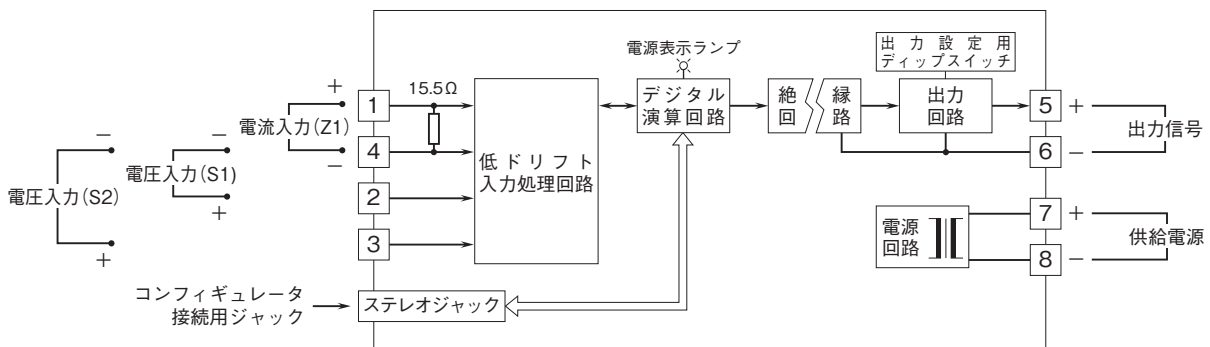 電源表示ランプ
出力設定用
ディップスイッチ
15.5Ω
+
電流入力(Z1)
−
−
電圧入力(S1)
+
−
電圧入力(S2)
+
1
4
2
3
低ドリフト
入力処理回路
デジタル
演算回路
絶縁
回路
出力
回路
5
+
出力信号
6
−
電源
回路
7
+
供給電源
8
−
コンフィギュレータ
接続用ジャック
ステレオジャック